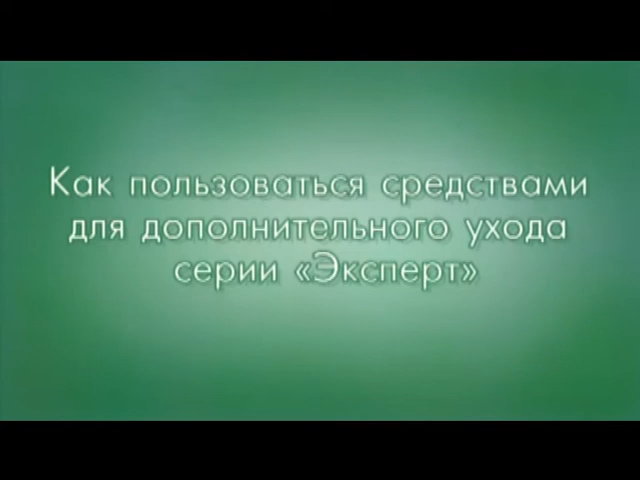 Как пользоваться средствами
для дополнительного ухода
серии «Эксперт»